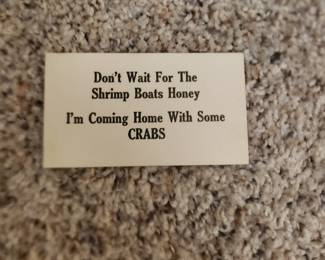 Don't Wait For The
Shrimp Boats Honey
I'm Coming Home With Some
CRABS